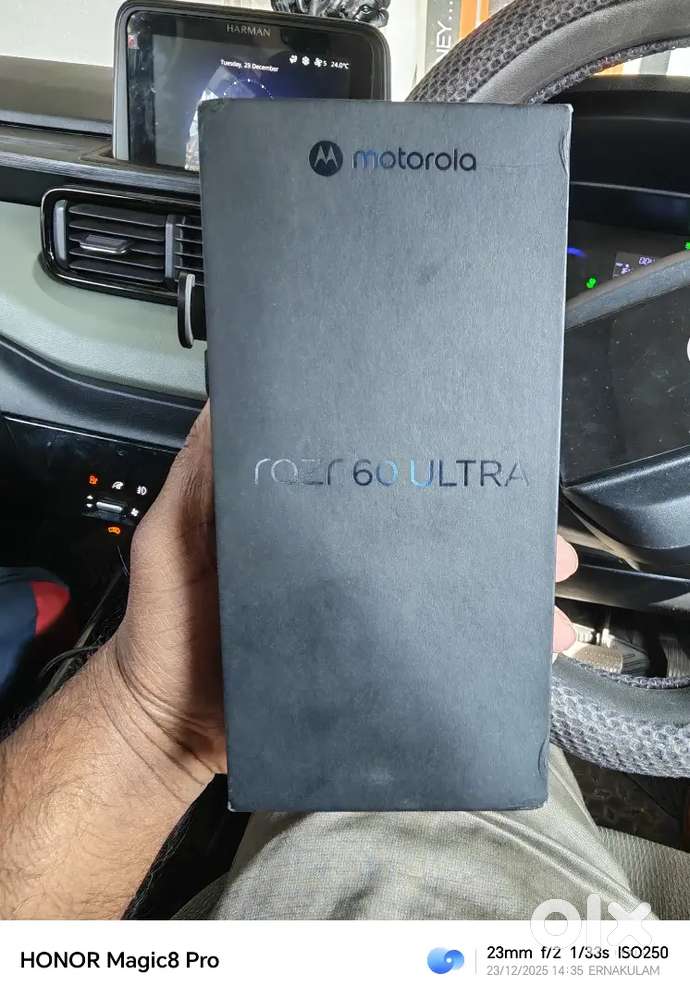 HARMAN
Tuesday, 23 December
5 24.0°C
motorola
razr 60 ULTRA
olx
HONOR Magic8 Pro
23mm f/2 1/33s ISO250
23/12/2025 14:35 ERNAKULAM